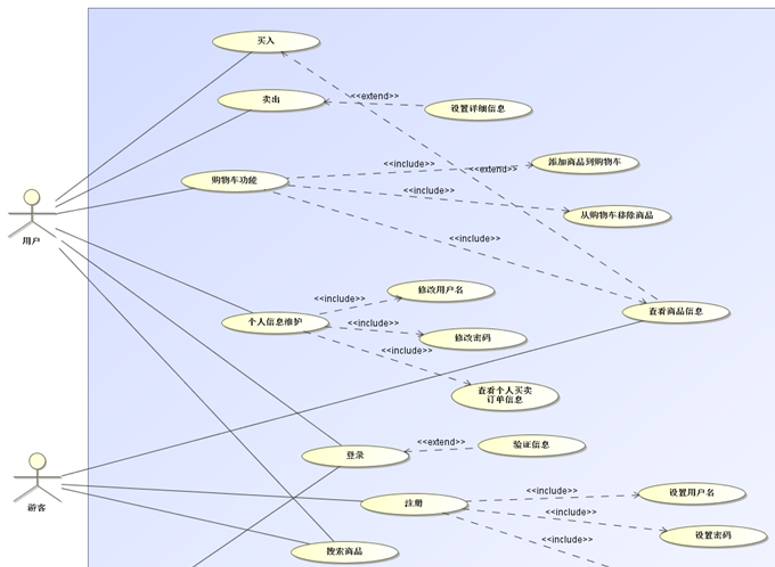 买入
<<extend>>
卖出
设置详细信息
<<include>>
添加商品到购物车
<<extend>>
购物车功能
<<include>>
从购物车移除商品
用户
<<include>>
修改用户名
<<include>>
查看商品信息
个人信息维护
<<include>>
修改密码
<<include>>
查看个人买卖
订单信息
<<extend>>
验证信息
登录
<<include>>
设置用户名
游客
注册
<<include>>
设置密码
<<include>>
搜索商品